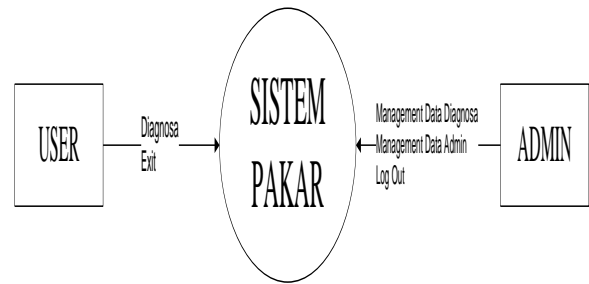 USER
Diagnosa
Exit
SISTEM
PAKAR
Management Data Diagnosa
Management Data Admin
Log Out
ADMIN